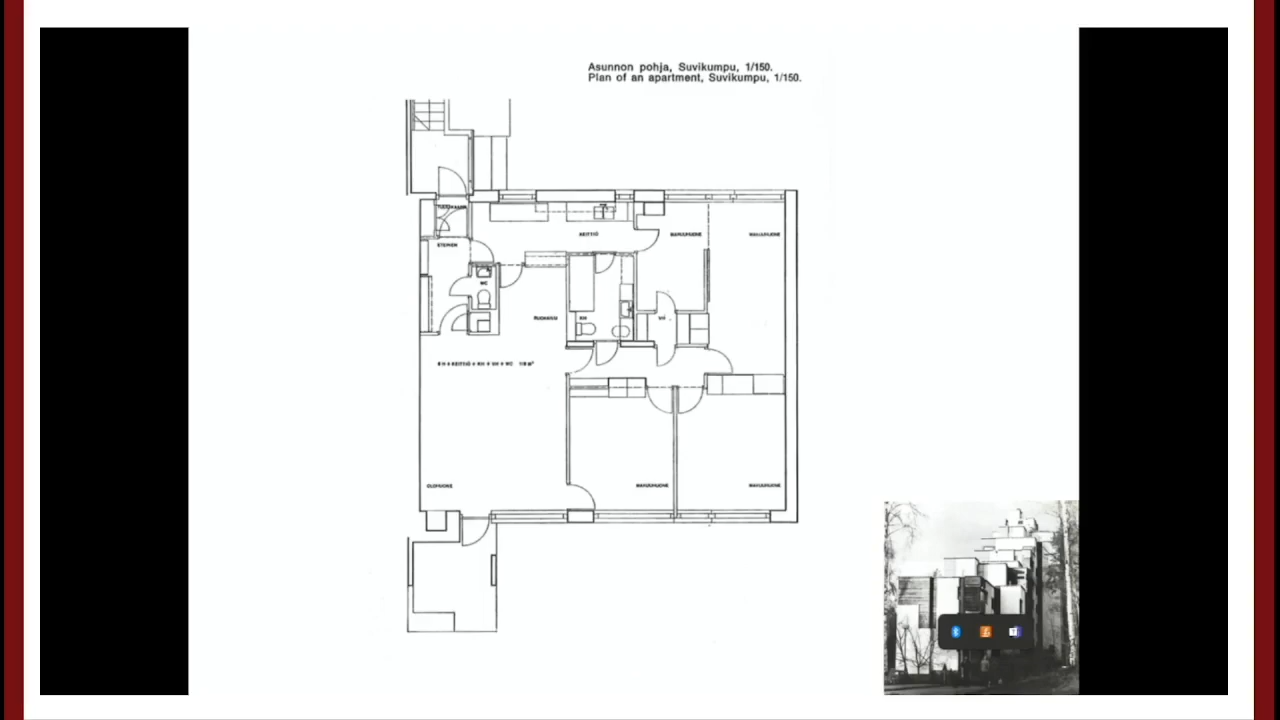 Asunnon pohja, Suvikumpu, 1/150.
Plan of an apartment, Suvikumpu, 1/150.
ETEINEN
KEITTIÖ
MAKUUHUONE
MAKUUHUONE
WC
RUOKAILU
KH
VH
OLOHUONE
MAKUUHUONE
MAKUUHUONE